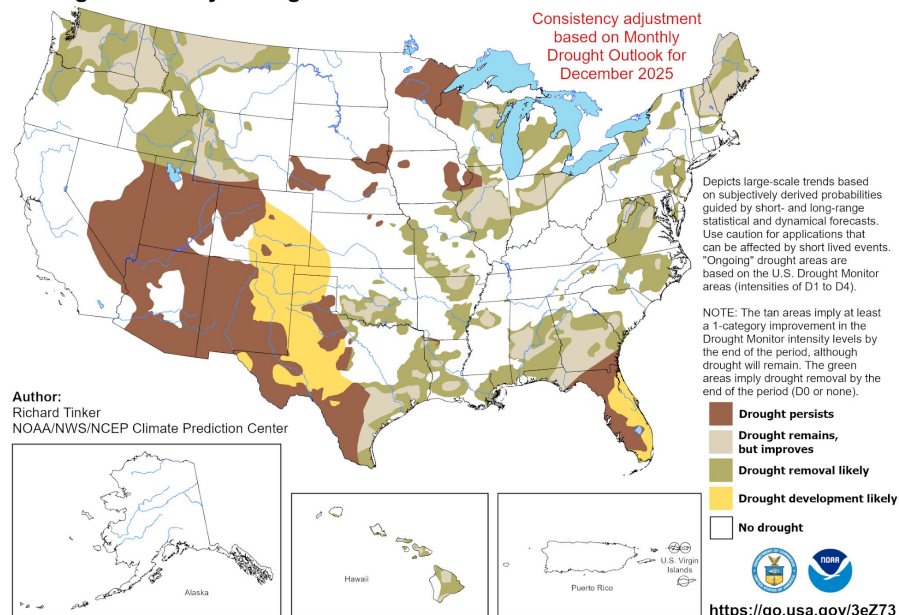 Consistency adjustment
based on Monthly
Drought Outlook for
December 2025
Depicts large-scale trends based
on subjectively derived probabilities
guided by short- and long-range
statistical and dynamical forecasts.
Use caution for applications that
can be affected by short lived events.
"Ongoing" drought areas are
based on the U.S. Drought Monitor
areas (intensities of D1 to D4).
NOTE: The tan areas imply at least
a 1-category improvement in the
Drought Monitor intensity levels by
the end of the period, although
drought will remain. The green
areas imply drought removal by the
end of the period (D0 or none).
Author:
Richard Tinker
NOAA/NWS/NCEP Climate Prediction Center
Drought persists
Drought remains,
but improves
Drought removal likely
Drought development likely
No drought
Alaska
Hawaii
Puerto Rico
U.S. Virgin
Islands
NOAA
https://go.usa.gov/3eZ73